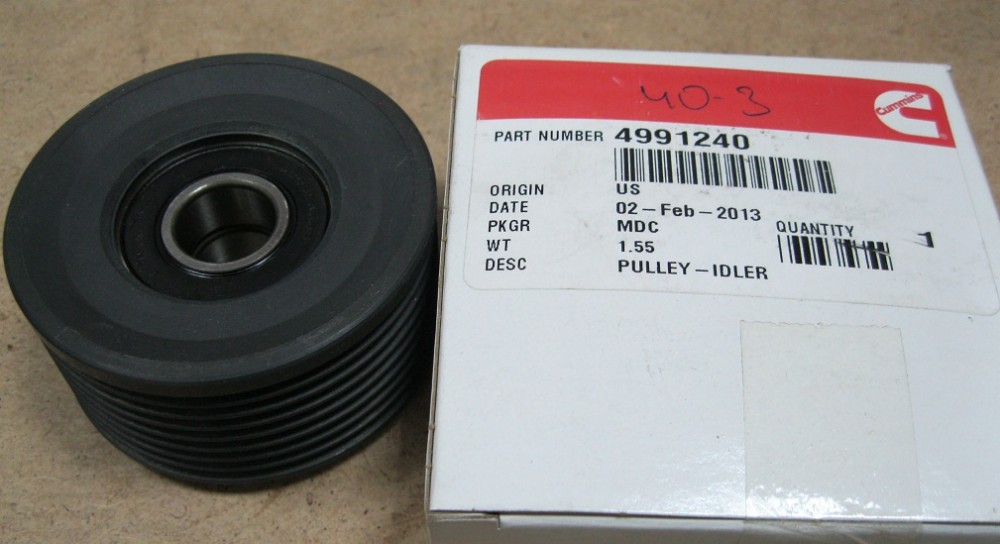 40-3
Cummins
PART NUMBER 4991240
ORIGIN US
DATE 02-Feb-2013
PKGR MDC QUANTITY 1
WT 1.55
DESC PULLEY-IDLER